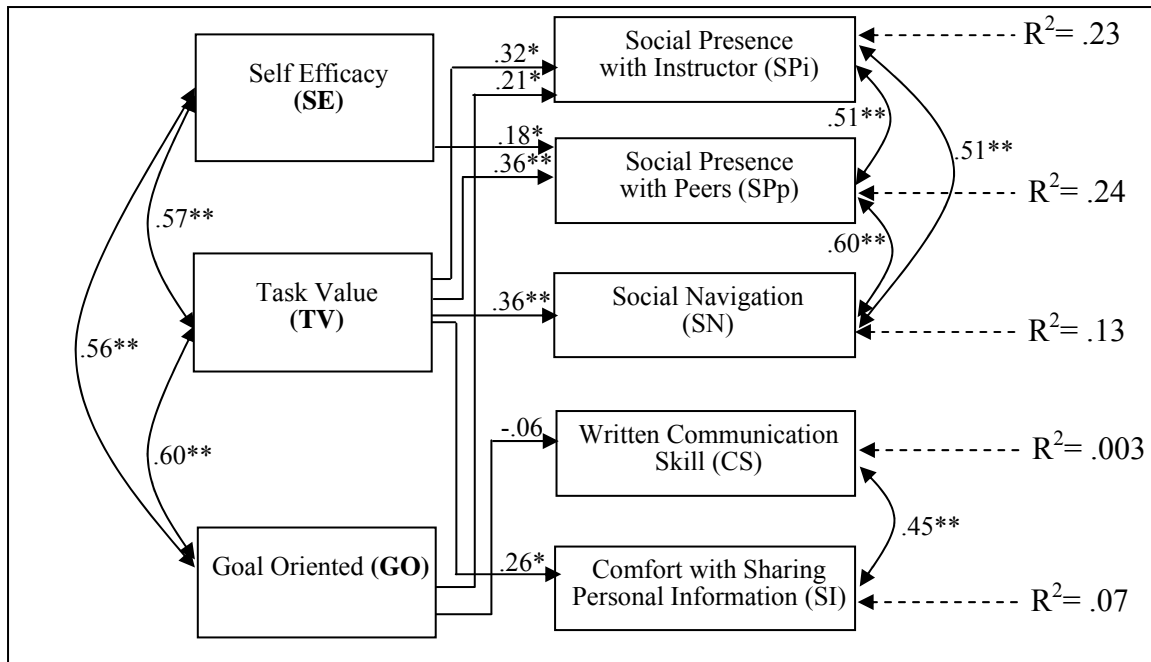 Self Efficacy
(SE)
Task Value
(TV)
Goal Oriented (GO)
.57**
.56**
.60**
.32*
.21*
.18*
.36**
.36**
-.06
.26*
Social Presence
with Instructor (SPi)
Social Presence
with Peers (SPp)
Social Navigation
(SN)
Written Communication
Skill (CS)
Comfort with Sharing
Personal Information (SI)
.51**
.51**
.60**
.45**
R²= .23
R²= .24
R²= .13
R²= .003
R²= .07